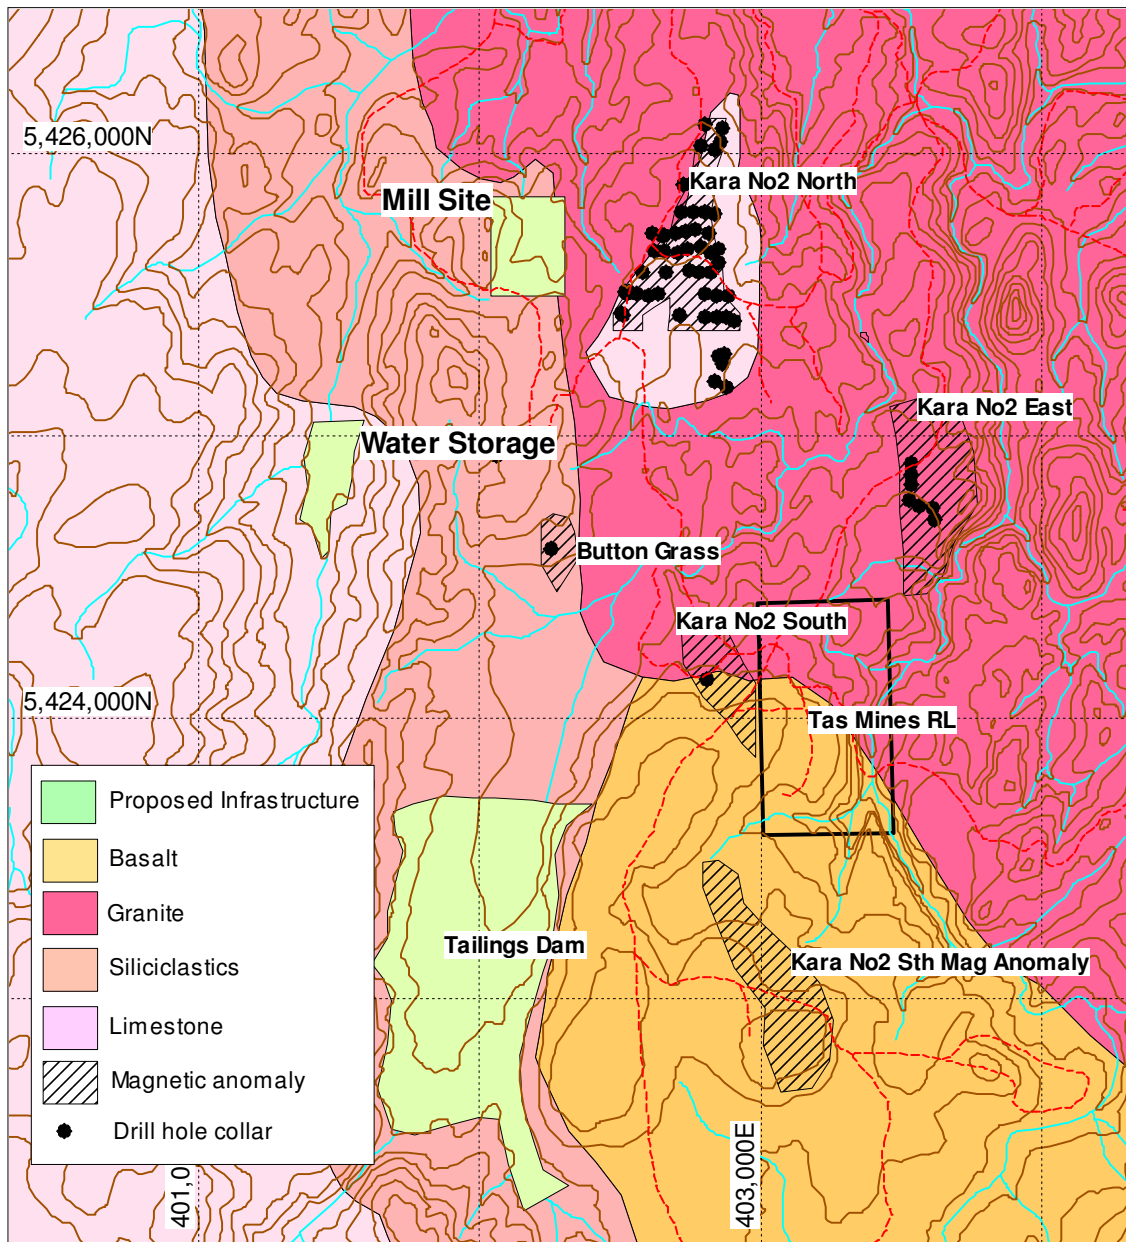 5,426,000N
Kara No2 North
Mill Site
Kara No2 East
Water Storage
Button Grass
Kara No2 South
5,424,000N
Tas Mines RL
Proposed Infrastructure
Basalt
Granite
Siliciclastics
Limestone
Magnetic anomaly
Drill hole collar
Tailings Dam
Kara No2 Sth Mag Anomaly
401,0
403,000E